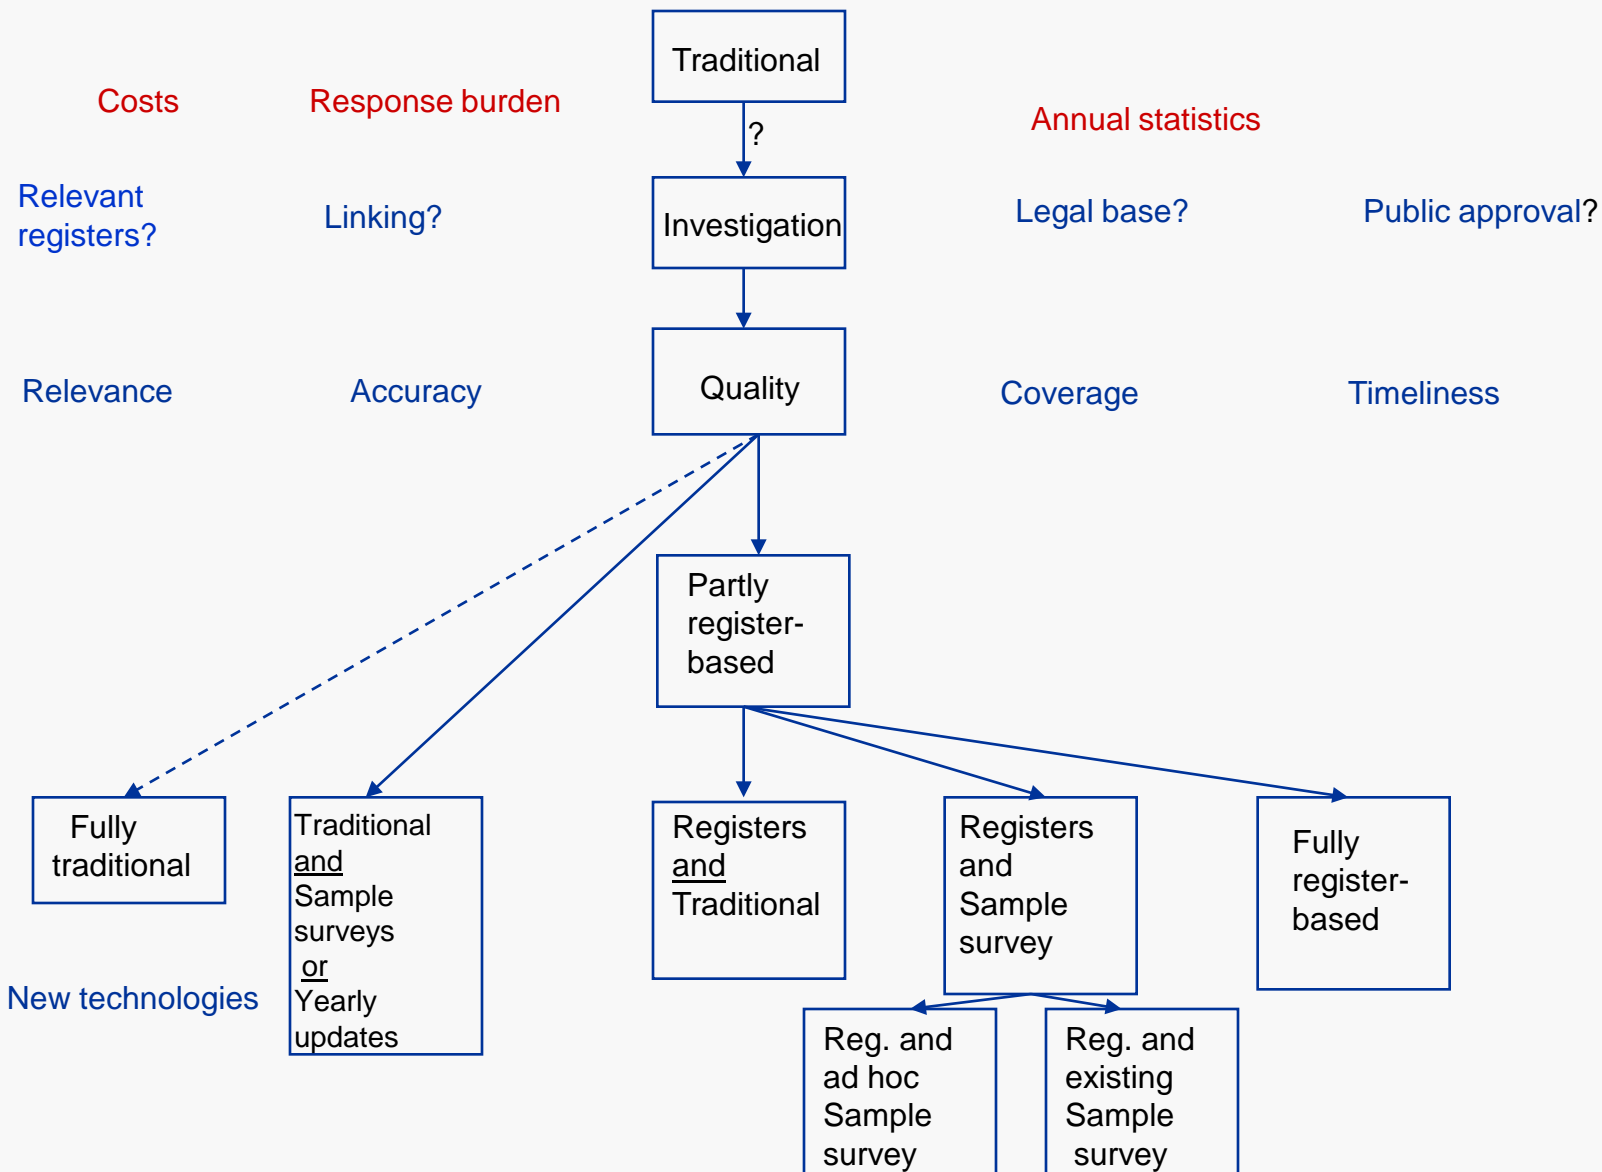 Traditional
Costs
Response burden
Annual statistics
?
Relevant
registers?
Linking?
Investigation
Legal base?
Public approval?
Relevance
Accuracy
Quality
Coverage
Timeliness
Partly
register-
based
Fully
traditional
Traditional
and
Sample
surveys
or
Yearly
updates
Registers
and
Traditional
Registers
and
Sample
survey
Fully
register-
based
New technologies
Reg. and
ad hoc
Sample
survey
Reg. and
existing
Sample
survey